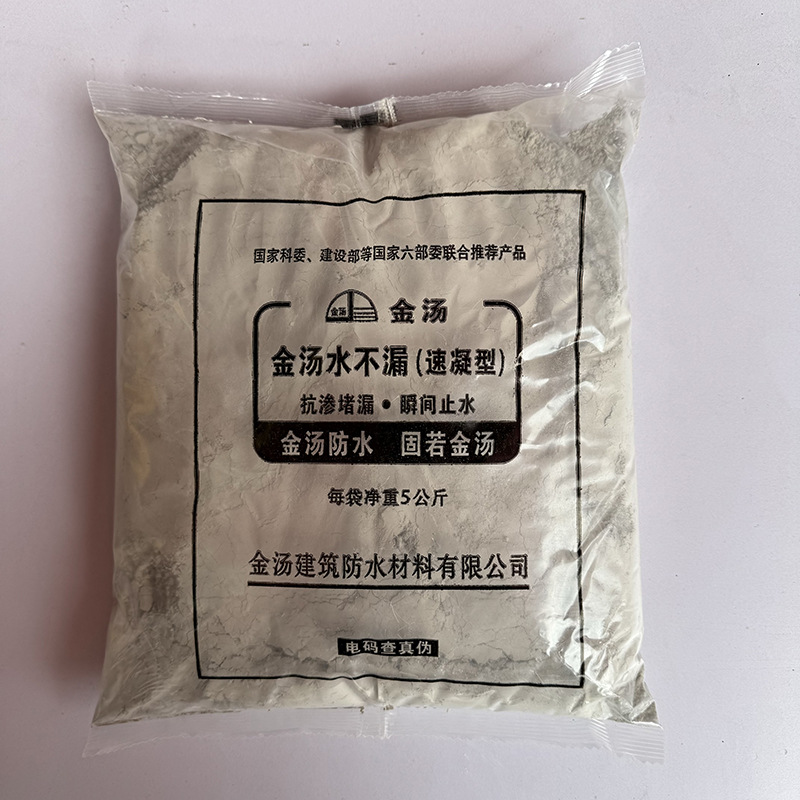 国家科委、建设部等国家六部委联合推荐产品
金汤 金汤
金汤水不漏(速凝型)
抗渗堵漏•瞬间止水
金汤防水 固若金汤
每袋净重5公斤
金汤建筑防水材料有限公司
电码查真伪